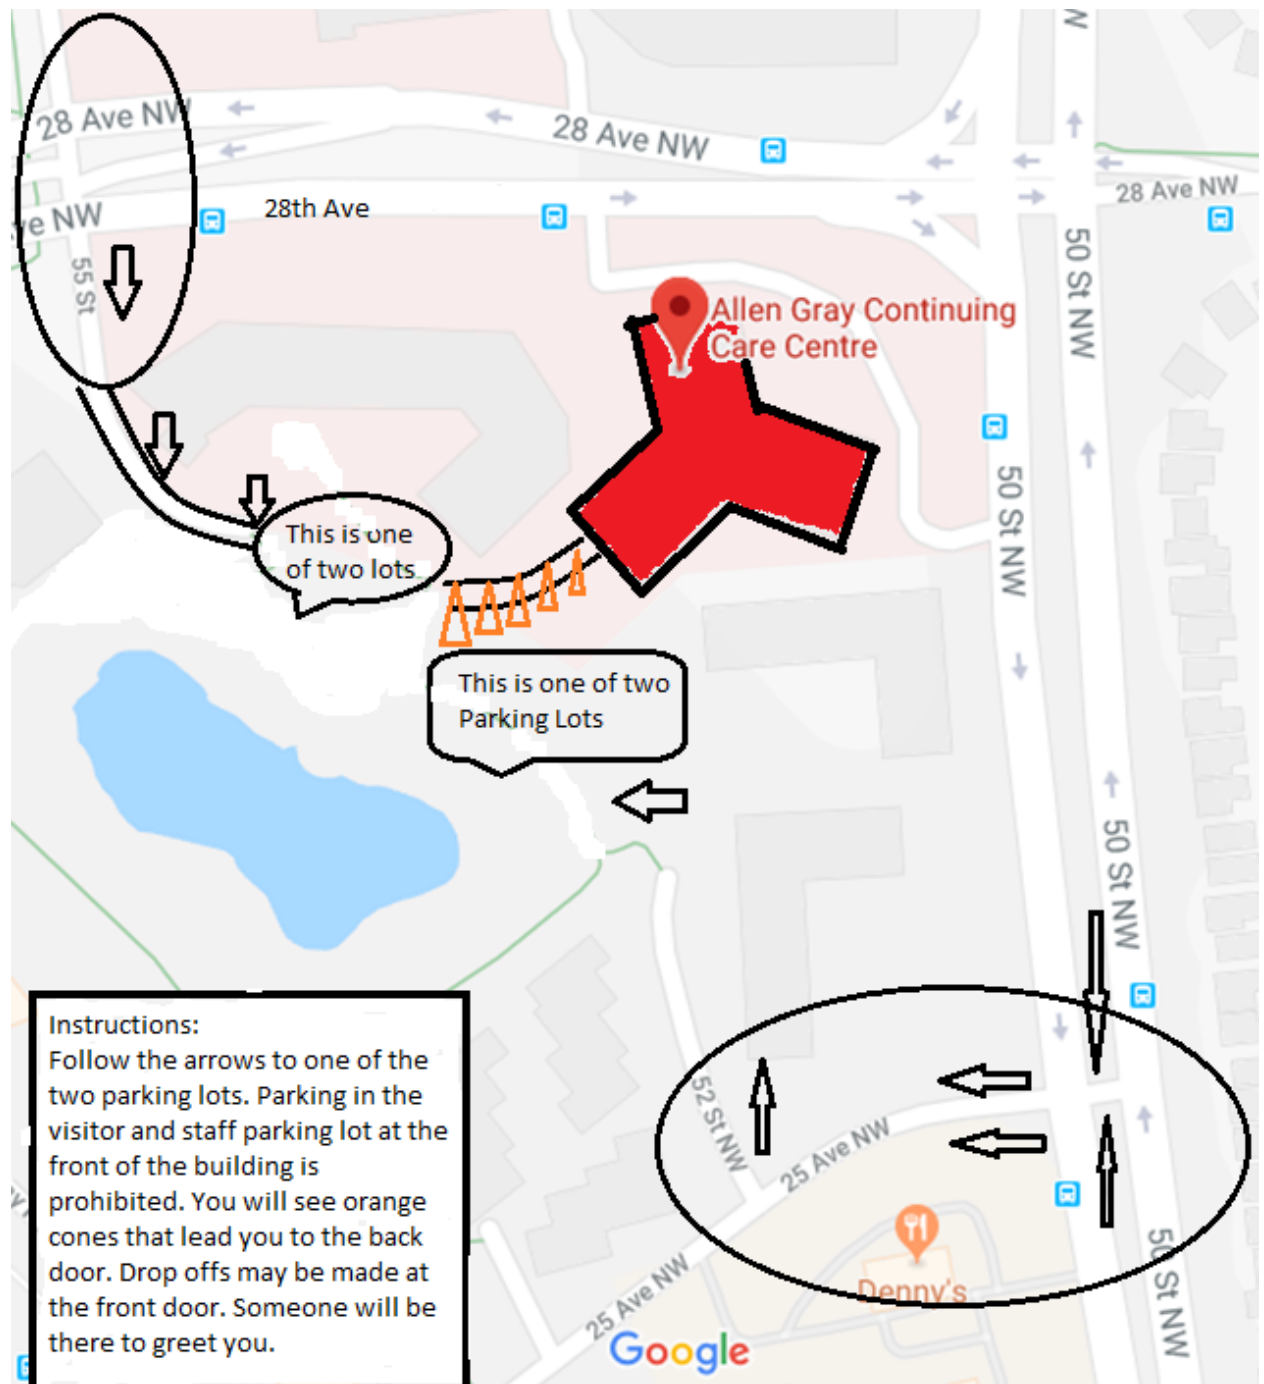 W
28 Ave NW
28 Ave NW
28 Ave NW
ve NW
28th Ave
55 St
50 St NW
Allen Gray Continuing
Care Centre
50 St NW
This is one
of two lots
This is one of two
Parking Lots
50 St NW
Instructions:
Follow the arrows to one of the
two parking lots. Parking in the
visitor and staff parking lot at the
front of the building is
prohibited. You will see orange
cones that lead you to the back
door. Drop offs may be made at
the front door. Someone will be
there to greet you.
52 St NW
25 Ave NW
50 St NW
Denny's
25 Ave NW
Google